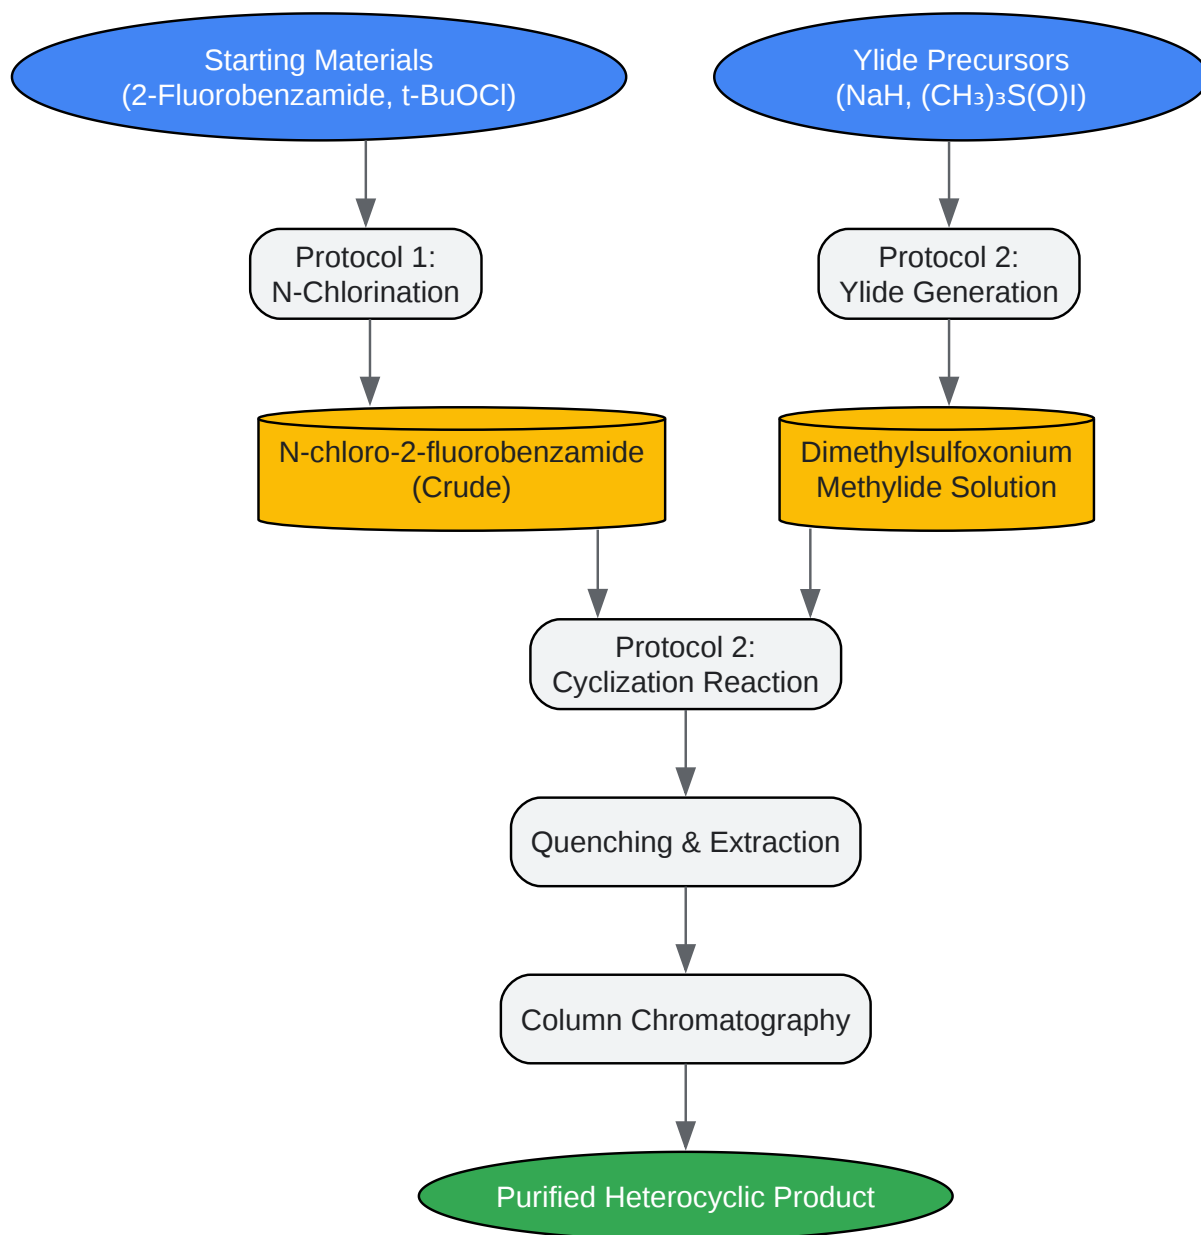 Starting Materials
(2-Fluorobenzamide, t-BuOCl)
Ylide Precursors
(NaH, (CH₃)₃S(O)I)
Protocol 1:
N-Chlorination
Protocol 2:
Ylide Generation
N-chloro-2-fluorobenzamide
(Crude)
Dimethylsulfoxonium
Methylide Solution
Protocol 2:
Cyclization Reaction
Quenching & Extraction
Column Chromatography
Purified Heterocyclic Product